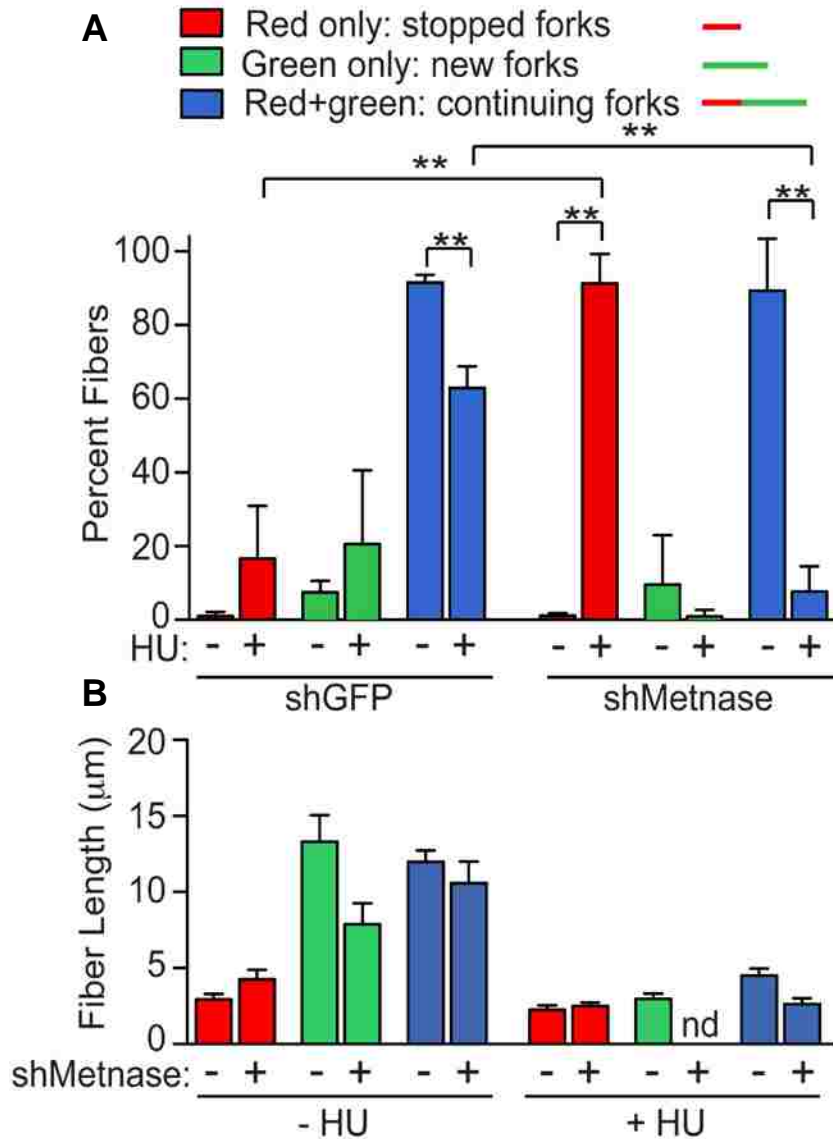 A
Red only: stopped forks
Green only: new forks
Red+green: continuing forks
**
**
**
**
**
Percent Fibers
100
80
60
40
20
0
HU: - + - + - + - + - + - +
shGFP shMetnase
B
Fiber Length (μm)
20
15
10
5
0
nd
shMetnase: - + - + - + - + - + - +
- HU + HU